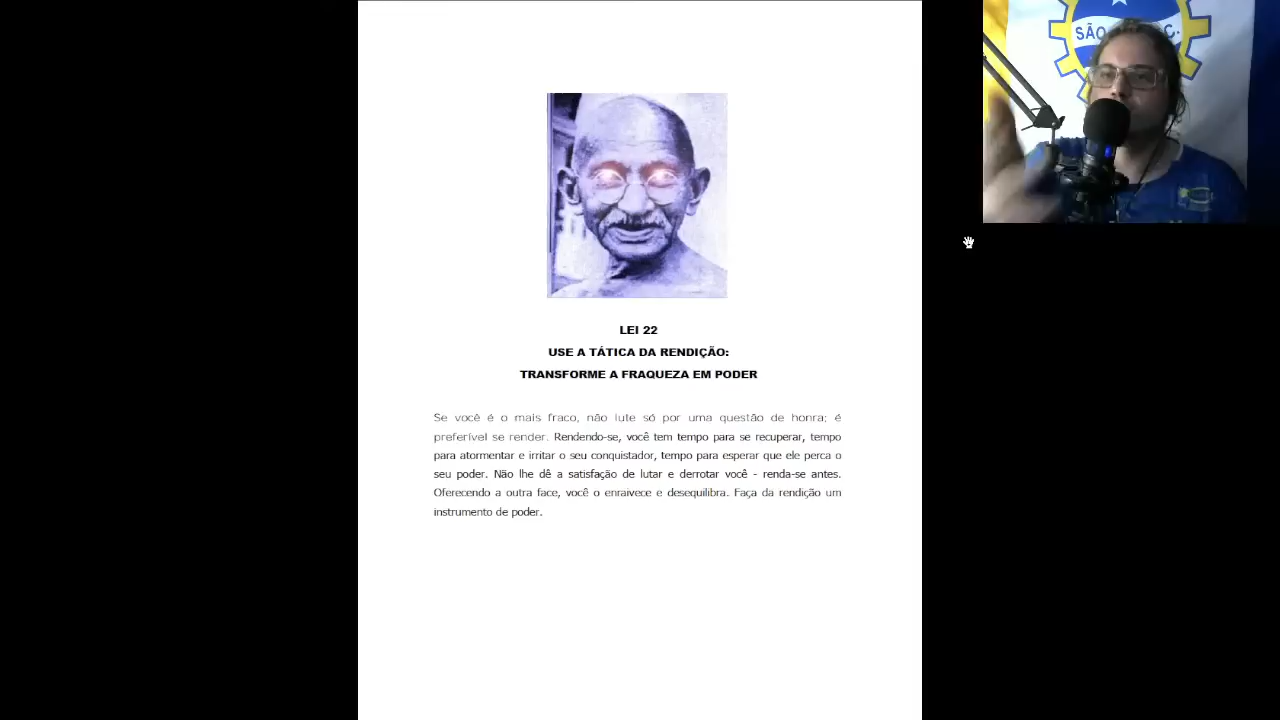 SÃO
C.
LEI 22
USE A TÁTICA DA RENDIÇÃO:
TRANSFORME A FRAQUEZA EM PODER
Se você é o mais fraco, não lute só por uma questão de honra; é
preferível se render. Rendendo-se, você tem tempo para se recuperar, tempo
para atormentar e irritar o seu conquistador, tempo para esperar que ele perca o
seu poder. Não lhe dê a satisfação de lutar e derrotar você - renda-se antes.
Oferecendo a outra face, você o enraivece e desequilibra. Faça da rendição um
instrumento de poder.